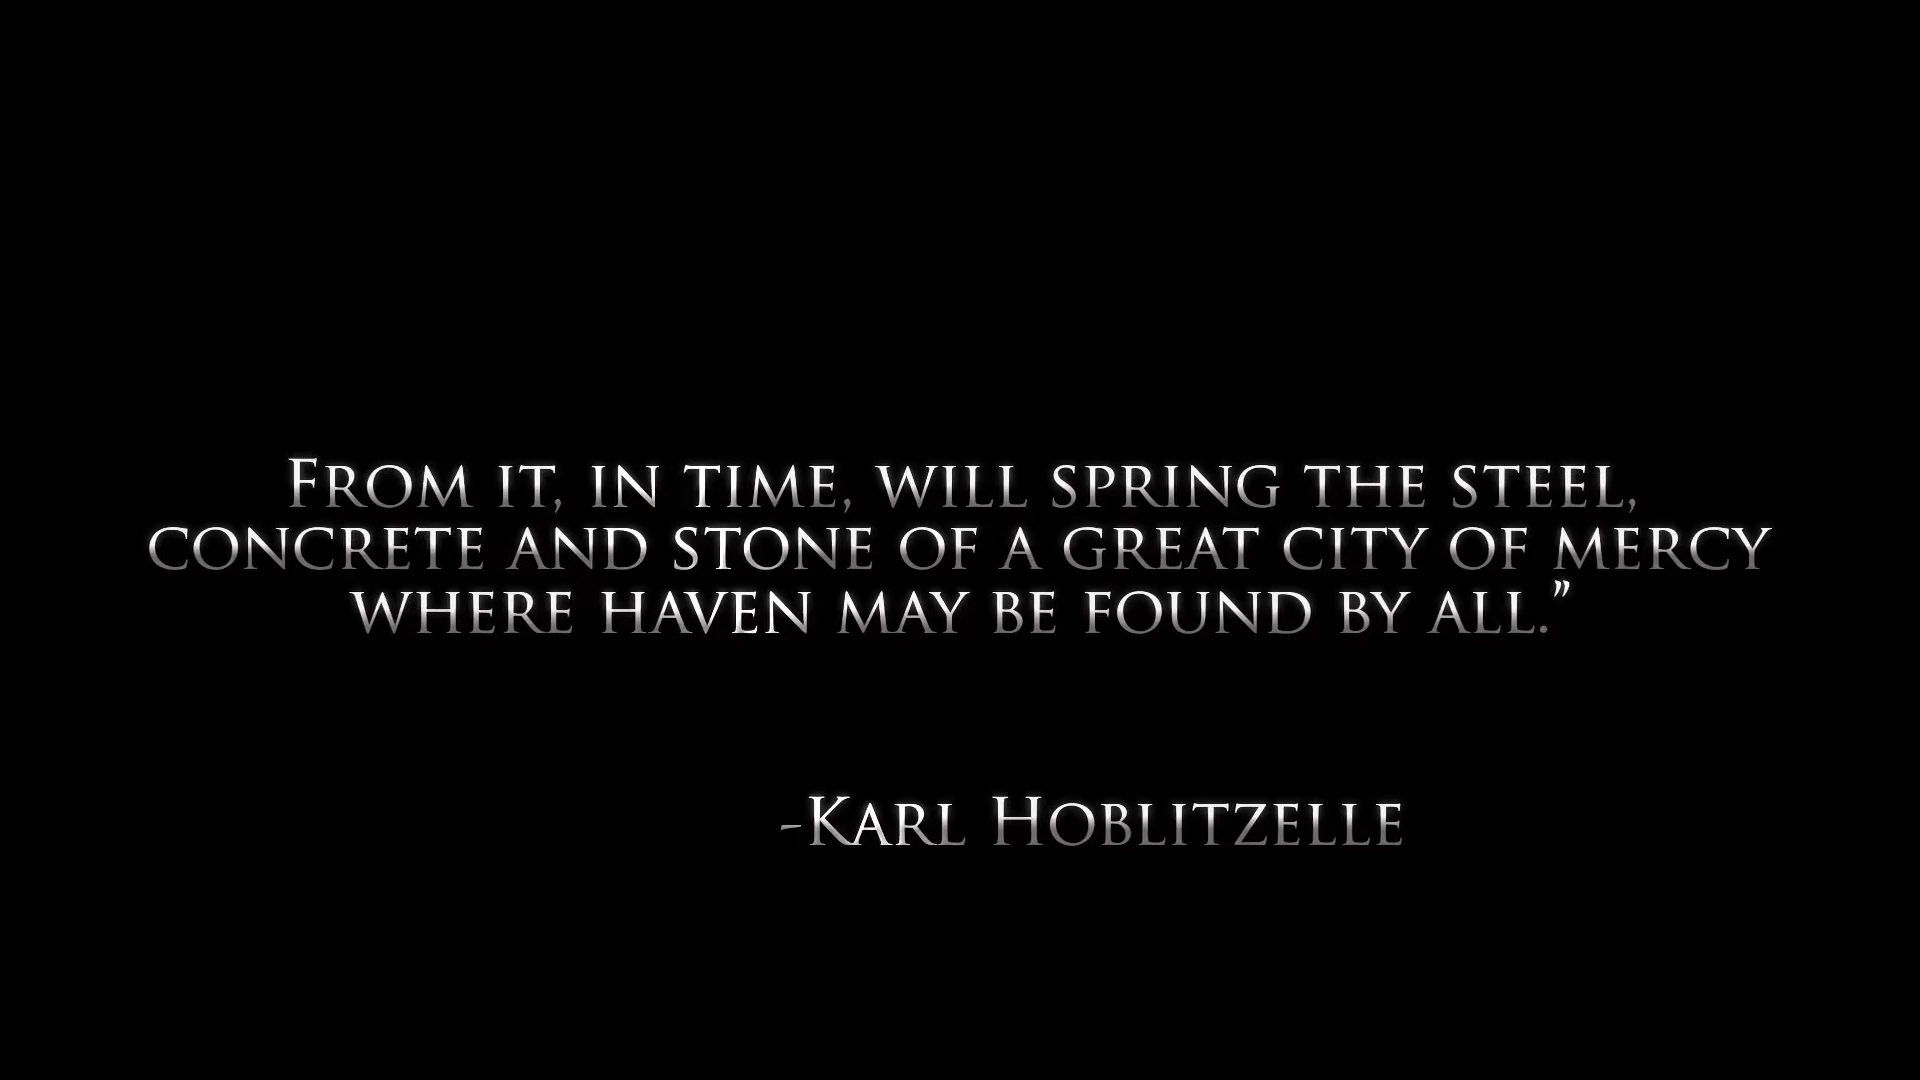 From it, in time, will spring the steel,
concrete and stone of a great city of mercy
where haven may be found by all.”
-Karl Hoblitzelle